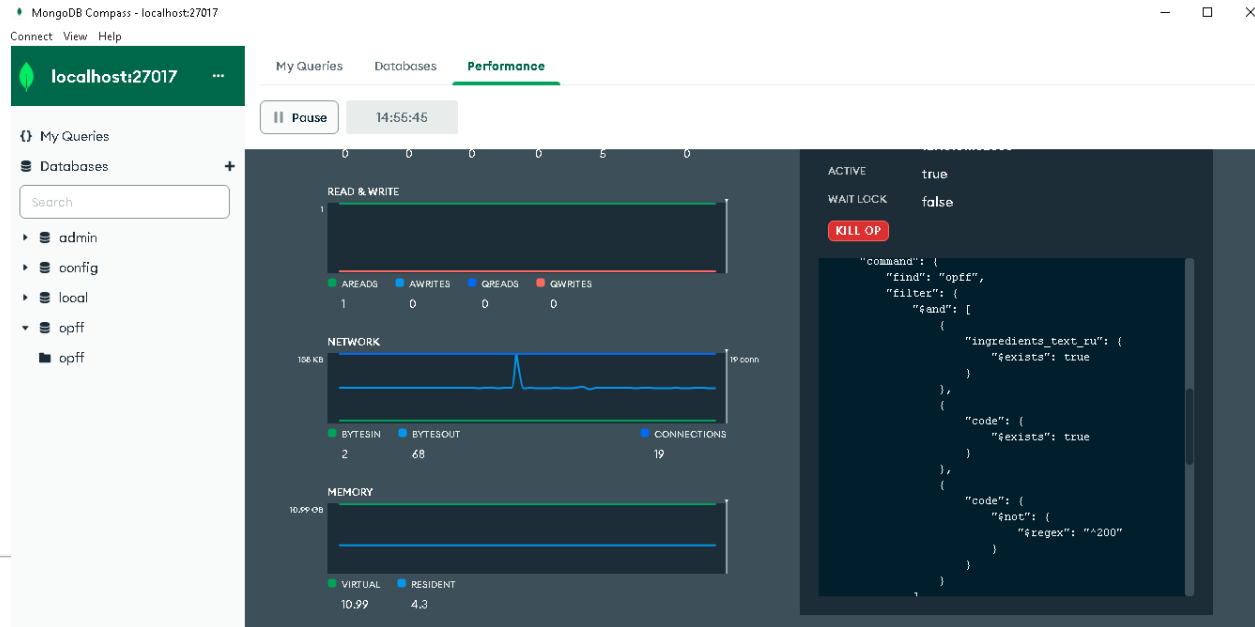 MongoDB Compass - localhost:27017
Connect View Help
localhost:27017 ...
My Queries Databases Performance
Pause 14:55:45
{} My Queries
Databases +
Search
admin
config
local
opff
opff
0 0 0 0 5 0
READ & WRITE
1
AREADS AWRITES QREADS QWRITES
1 0 0 0
NETWORK
19 conn
BYTESIN BYTESOUT CONNECTIONS
2 68 19
MEMORY
10.99 GB
VIRTUAL RESIDENT
10.99 4.3
ACTIVE true
WAIT LOCK false
KILL OP
"command": {
"find": "opff",
"filter": {
"$and": [
{
"ingredients_text_ru": {
"$exists": true
}
},
{
"code": {
"$exists": true
}
},
{
"code": {
"$not": {
"$regex": "^200"
}
}
}
]